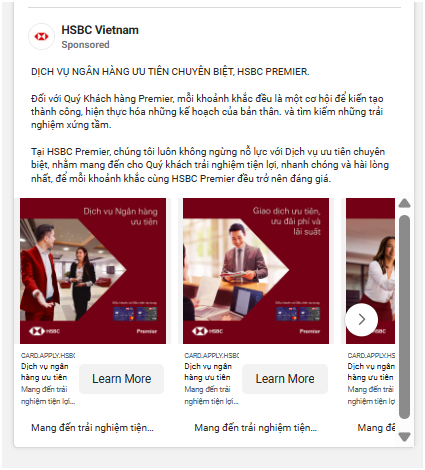 HSBC Vietnam
Sponsored
DỊCH VỤ NGÂN HÀNG ƯU TIÊN CHUYÊN BIỆT, HSBC PREMIER.
Đối với Quý Khách hàng Premier, mỗi khoảnh khắc đều là một cơ hội để kiến tạo
thành công, hiện thực hóa những kế hoạch của bản thân. và tìm kiếm những trải
nghiệm xứng tầm.
Tại HSBC Premier, chúng tôi luôn không ngừng nỗ lực với Dịch vụ ưu tiên chuyên
biệt, nhằm mang đến cho Quý khách trải nghiệm tiện lợi, nhanh chóng và hài lòng
nhất, để mỗi khoảnh khắc cùng HSBC Premier đều trở nên đáng giá.
Dịch vụ Ngân hàng
ưu tiên
HSBC
Premier
Giao dịch ưu tiên,
ưu đãi phí và
lãi suất
HSBC
Premier
CARD.APPLY.HSBC
Dịch vụ ngân
hàng ưu tiên
Mang đến trải
nghiệm tiện lợi...
Learn More
CARD.APPLY.HSBC
Dịch vụ ngân
hàng ưu tiên
Mang đến trải
nghiệm tiện lợi...
Learn More
CARD.APPLY.HSBC
Dịch vụ
hàng ưu
Mang đế
nghiệm
Mang đến trải nghiệm tiện...
Mang đến trải nghiệm tiện...
Mang đế